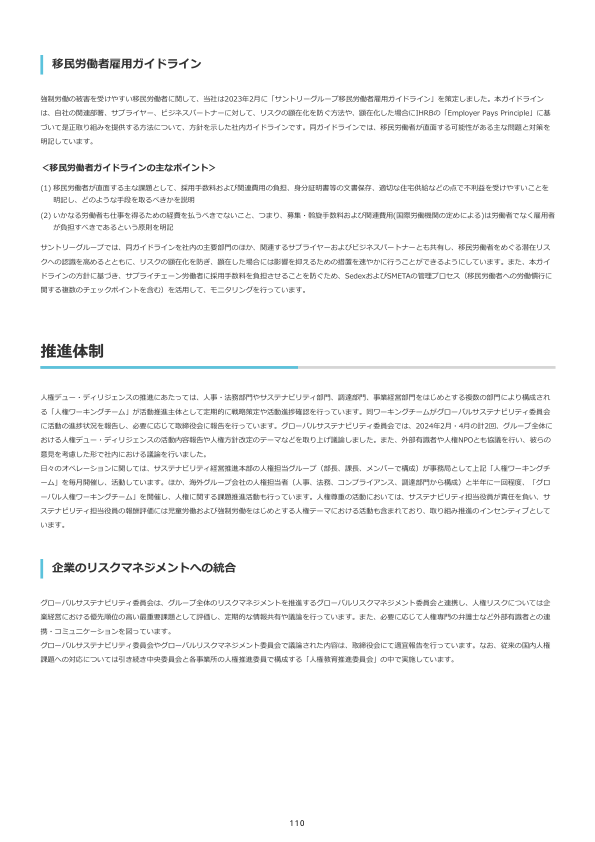 移民労働者雇用ガイドライン
強制労働の被害を受けやすい移民労働者に関して、当社は2023年2月に「サントリーグループ移民労働者雇用ガイドライン」を策定しました。本ガイドライン
は、自社の関連部署、サプライヤー、ビジネスパートナーに対して、リスクの顕在化を防ぐ方法や、顕在化した場合にIHRBの「Employer Pays Principle」に基
づいて是正取り組みを提供する方法について、方針を示した社内ガイドラインです。同ガイドラインでは、移民労働者が直面する可能性がある主な問題と対策を
明記しています。
＜移民労働者ガイドラインの主なポイント＞
(1) 移民労働者が直面する主な課題として、採用手数料および関連費用の負担、身分証明書等の文書保存、適切な住宅供給などの点で不利益を受けやすいことを
明記し、どのような手段を取るべきかを説明
(2) いかなる労働者も仕事を得るための経費を払うべきでないこと、つまり、募集・斡旋手数料および関連費用(国際労働機関の定めによる)は労働者でなく雇用者
が負担すべきであるという原則を明記
サントリーグループでは、同ガイドラインを社内の主要部門のほか、関連するサプライヤーおよびビジネスパートナーとも共有し、移民労働者をめぐる潜在リス
クへの認識を高めるとともに、リスクの顕在化を防ぎ、顕在した場合には影響を抑えるための措置を速やかに行うことができるようにしています。また、本ガイ
ドラインの方針に基づき、サプライチェーン労働者に採用手数料を負担させることを防ぐため、SedexおよびSMETAの管理プロセス（移民労働者への労働慣行に
関する複数のチェックポイントを含む）を活用して、モニタリングを行っています。
推進体制
人権デュー・ディリジェンスの推進にあたっては、人事・法務部門やサステナビリティ部門、調達部門、事業経営部門をはじめとする複数の部門により構成され
る「人権ワーキングチーム」が活動推進主体として定期的に戦略策定や活動進捗確認を行っています。同ワーキングチームがグローバルサステナビリティ委員会
に活動の進捗状況を報告し、必要に応じて取締役会に報告を行っています。グローバルサステナビリティ委員会では、2024年2月・4月の計2回、グループ全体に
おける人権デュー・ディリジェンスの活動内容報告や人権方針改定のテーマなどを取り上げ議論しました。また、外部有識者や人権NPOとも協議を行い、彼らの
意見を考慮した形で社内における議論を行いました。
日々のオペレーションに関しては、サステナビリティ経営推進本部の人権担当グループ（部長、課長、メンバーで構成）が事務局として上記「人権ワーキングチ
ーム」を毎月開催し、活動しています。ほか、海外グループ会社の人権担当者（人事、法務、コンプライアンス、調達部門から構成）と半年に一回程度、「グロ
ーバル人権ワーキングチーム」を開催し、人権に関する課題推進活動も行っています。人権尊重の活動においては、サステナビリティ担当役員が責任を負い、サ
ステナビリティ担当役員の報酬評価には児童労働および強制労働をはじめとする人権テーマにおける活動も含まれており、取り組み推進のインセンティブとして
います。
企業のリスクマネジメントへの統合
グローバルサステナビリティ委員会は、グループ全体のリスクマネジメントを推進するグローバルリスクマネジメント委員会と連携し、人権リスクについては企
業経営における優先順位の高い最重要課題として評価し、定期的な情報共有や議論を行っています。また、必要に応じて人権専門の弁護士など外部有識者との連
携・コミュニケーションを図っています。
グローバルサステナビリティ委員会やグローバルリスクマネジメント委員会で議論された内容は、取締役会にて適宜報告を行っています。なお、従来の国内人権
課題への対応については引き続き中央委員会と各事業所の人権推進委員で構成する「人権教育推進委員会」の中で実施しています。
110